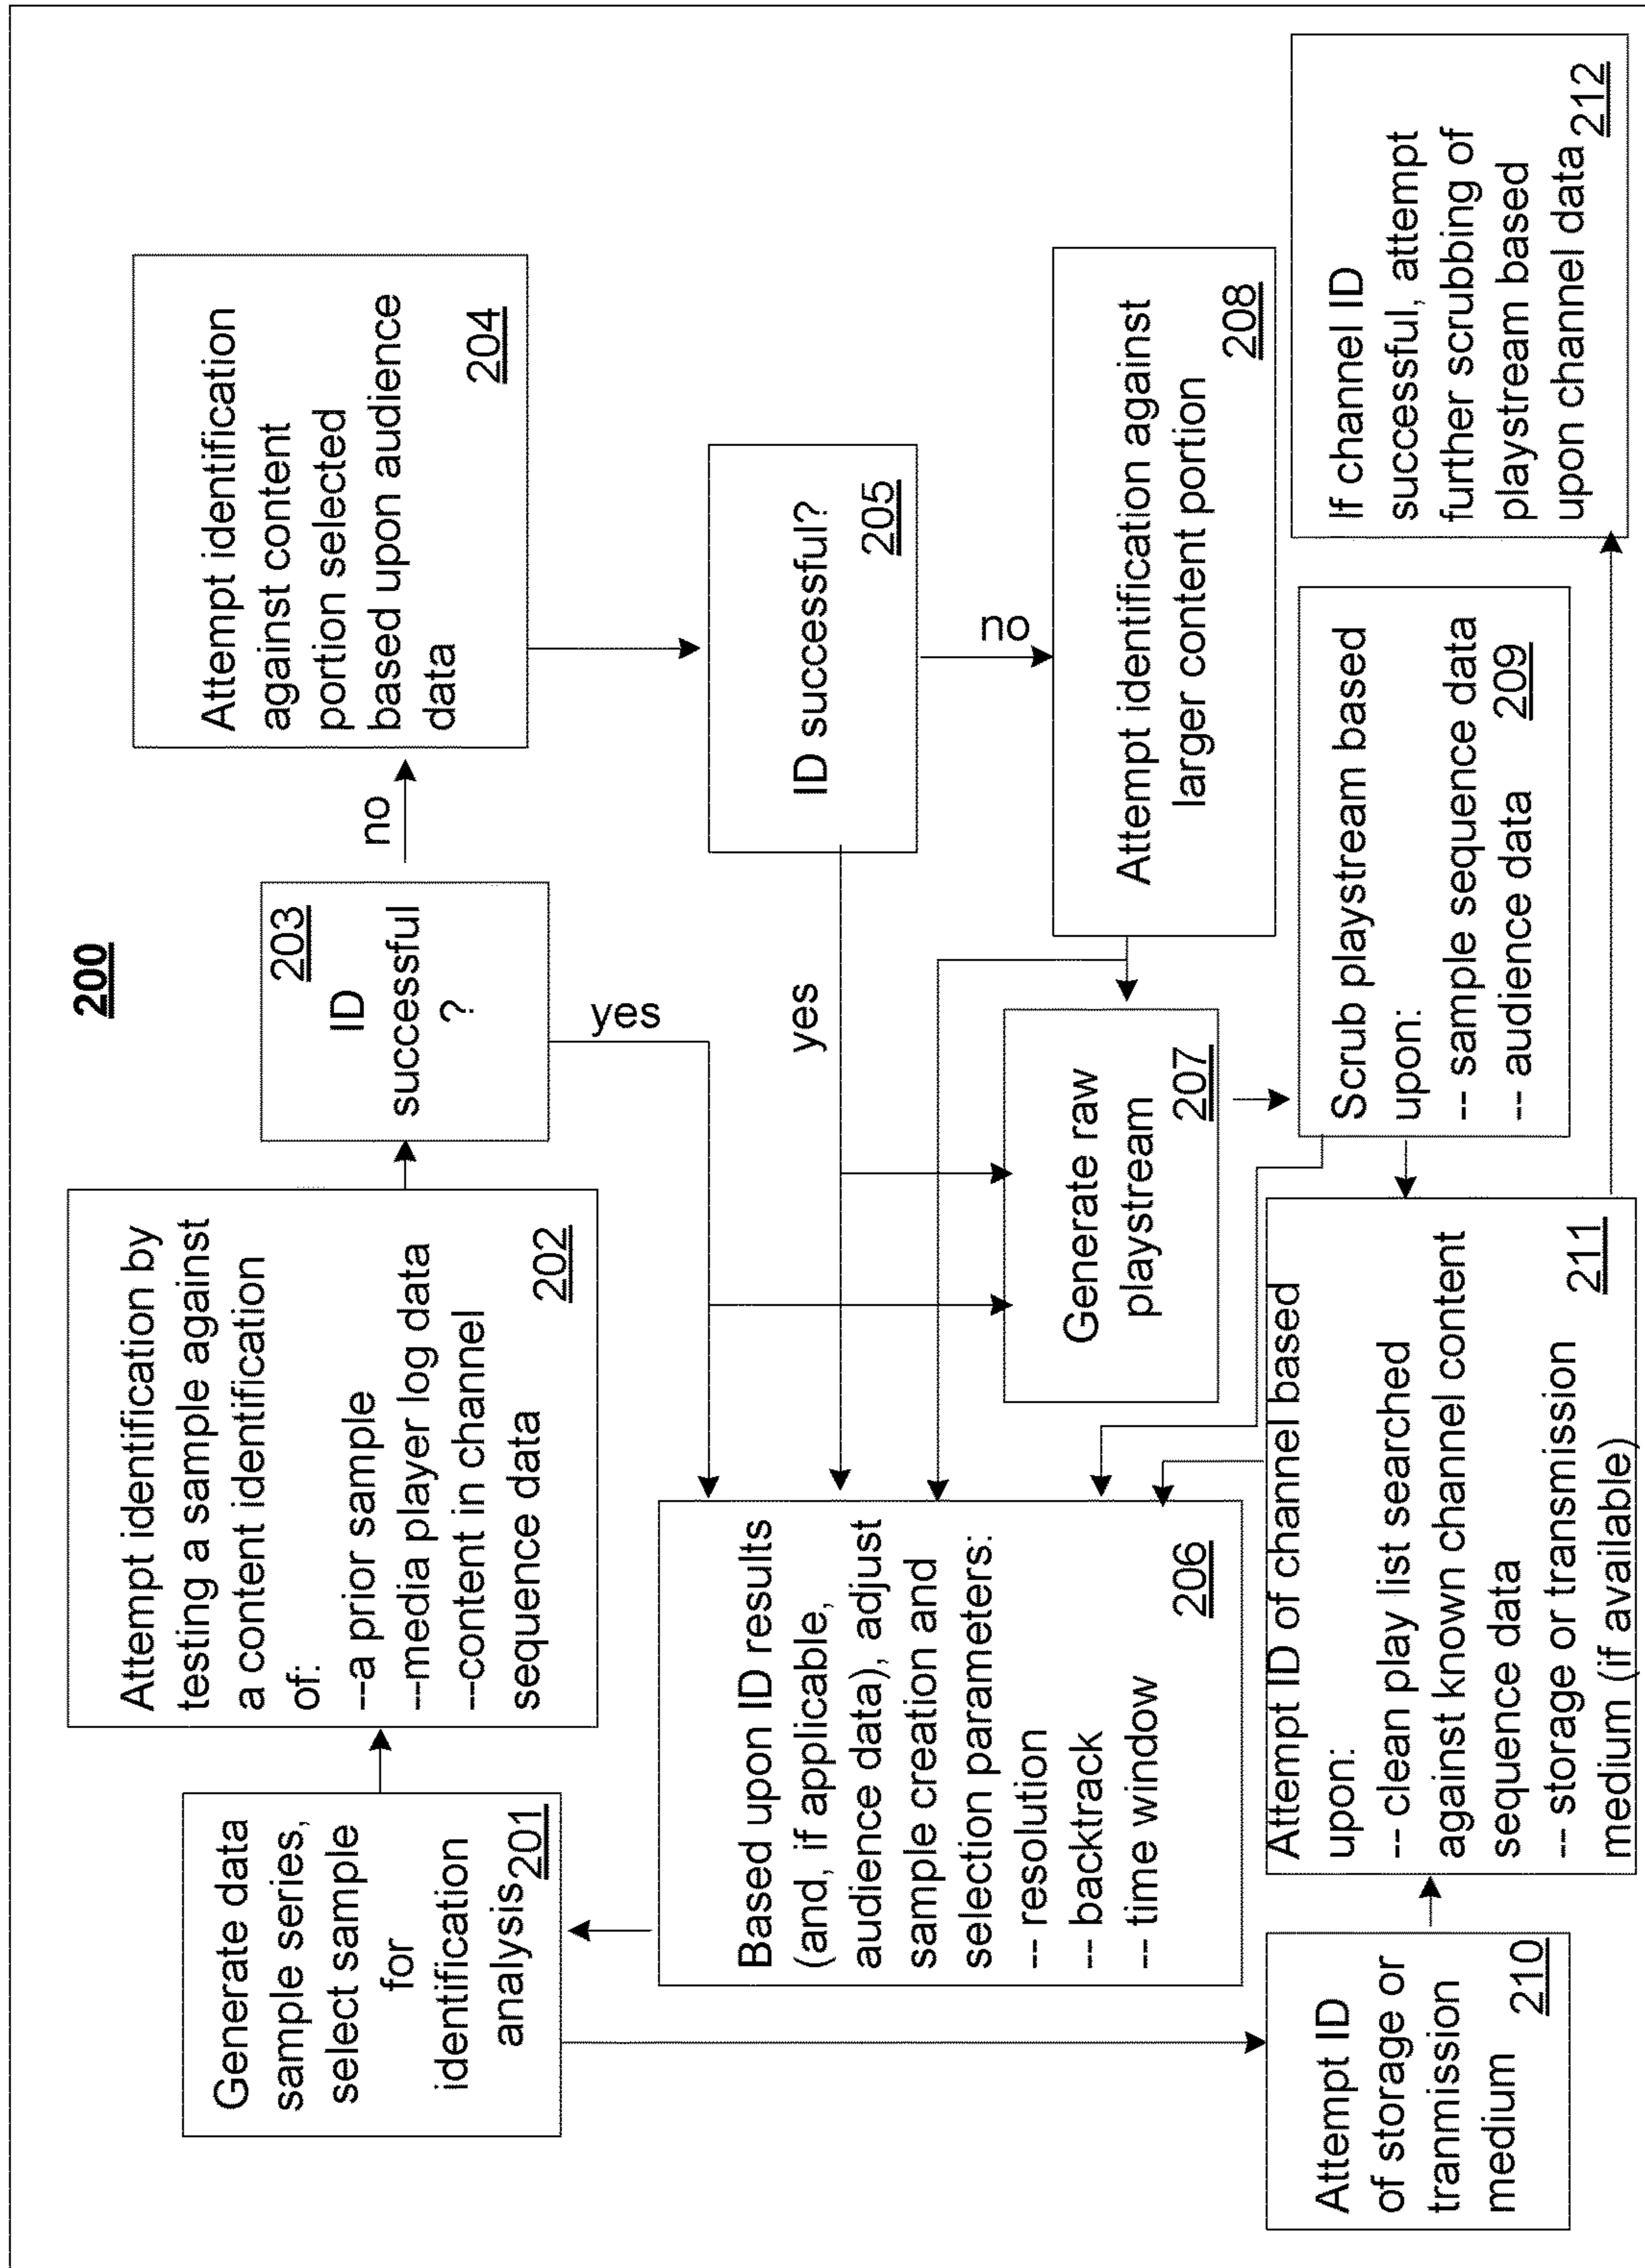 200
Generate data
sample series,
select sample
for
identification
analysis
201
Attempt identification by
testing a sample against
a content identification
of:
--a prior sample
--media player log data
--content in channel
sequence data
202
203
ID
successful
?
no
yes
Attempt identification
against content
portion selected
based upon audience
data
204
ID successful?
205
yes
no
Based upon ID results
(and, if applicable,
audience data), adjust
sample creation and
selection parameters:
-- resolution
-- backtrack
-- time window
206
Generate raw
playstream
207
Attempt identification against
larger content portion
208
Scrub playstream based
upon:
-- sample sequence data
-- audience data
209
Attempt ID
of storage or
tranmission
medium
210
Attempt ID of channel based
upon:
-- clean play list searched
against known channel content
sequence data
-- storage or transmission
medium (if available)
211
If channel ID
successful, attempt
further scrubbing of
playstream based
upon channel data
212